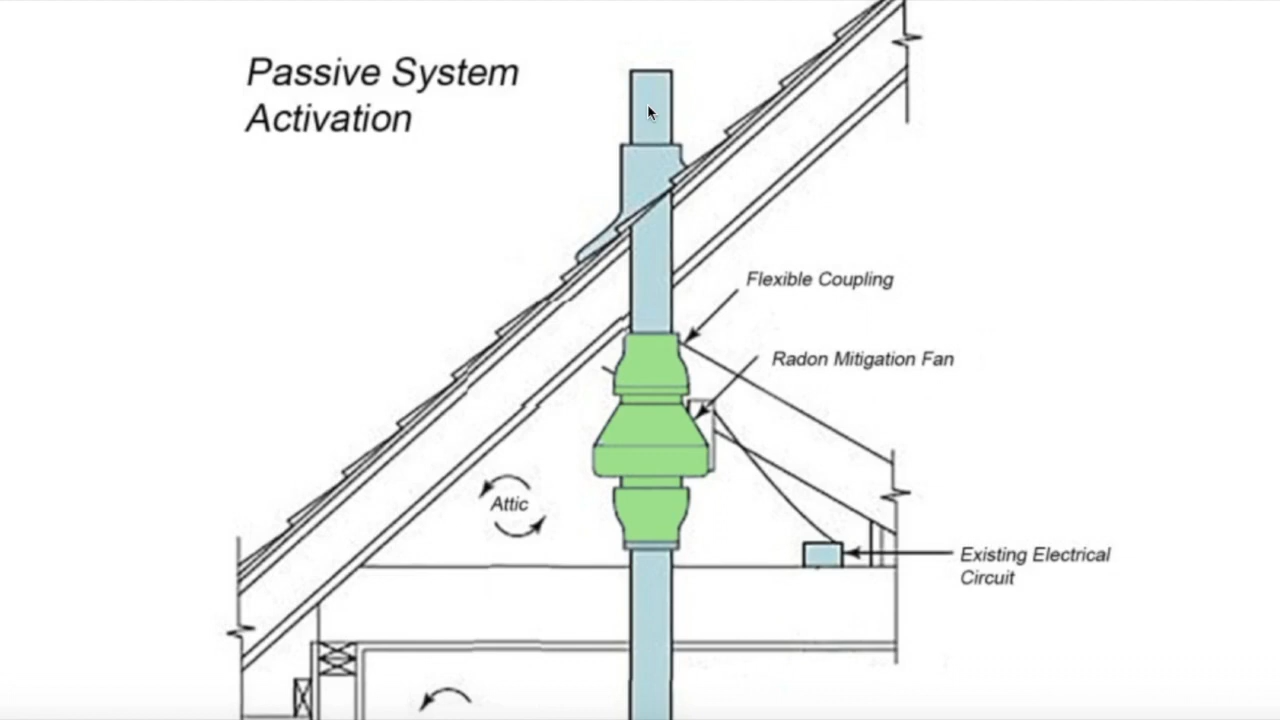 Passive System
Activation
Flexible Coupling
Radon Mitigation Fan
Attic
Existing Electrical
Circuit